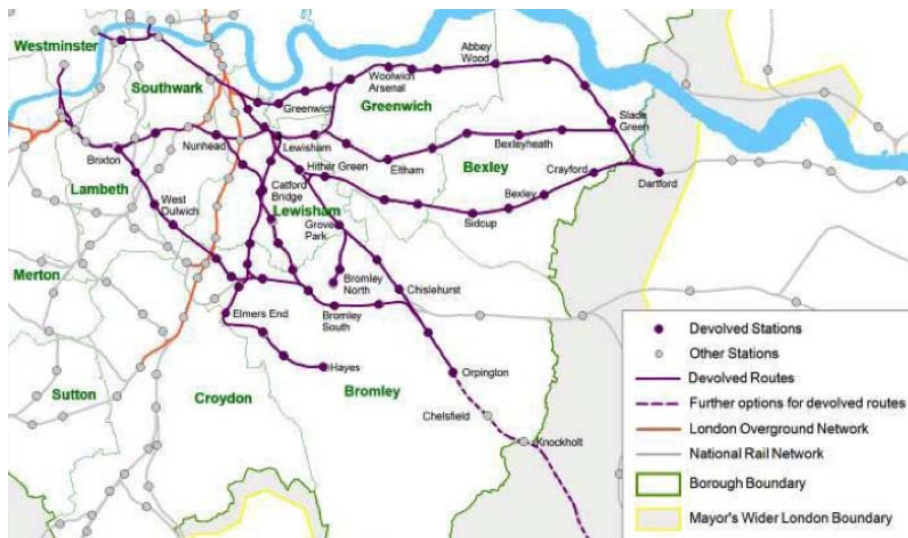 Westminster
Southwark
Greenwich
Woolwich
Arsenal
Abbey
Wood
Greenwich
Slade
Green
Brixton
Nunhead
Lewisham
Hither Green
Eltham
Bexleyheath
Bexley
Crayford
Dartford
Lambeth
West
Dulwich
Catford
Bridge
Lewisham
Grove
Park
Sidcup
Bexley
Merton
Bromley
North
Chislehurst
Elmers End
Bromley
South
Hayes
Orpington
Sutton
Croydon
Bromley
Chelsfield
Knockholt
Devolved Stations
Other Stations
Devolved Routes
Further options for devolved routes
London Overground Network
National Rail Network
Borough Boundary
Mayor's Wider London Boundary